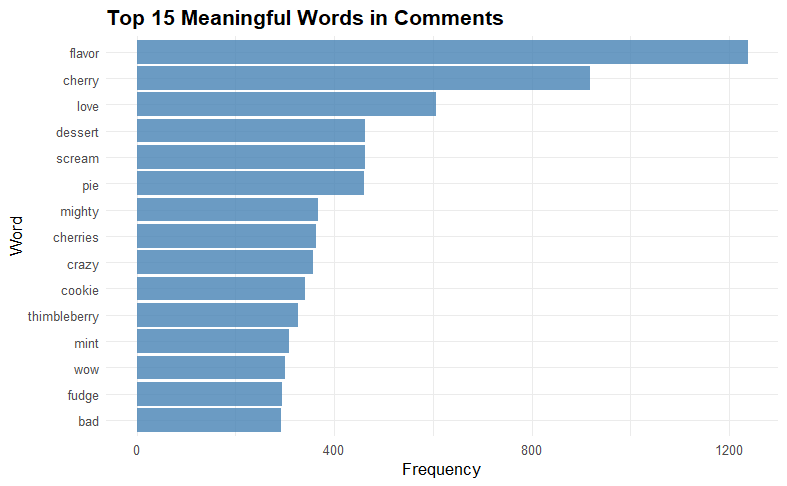 Top 15 Meaningful Words in Comments
flavor
cherry
love
dessert
scream
pie
mighty
cherries
crazy
cookie
thimbleberry
mint
wow
fudge
bad
Word
0 400 800 1200
Frequency